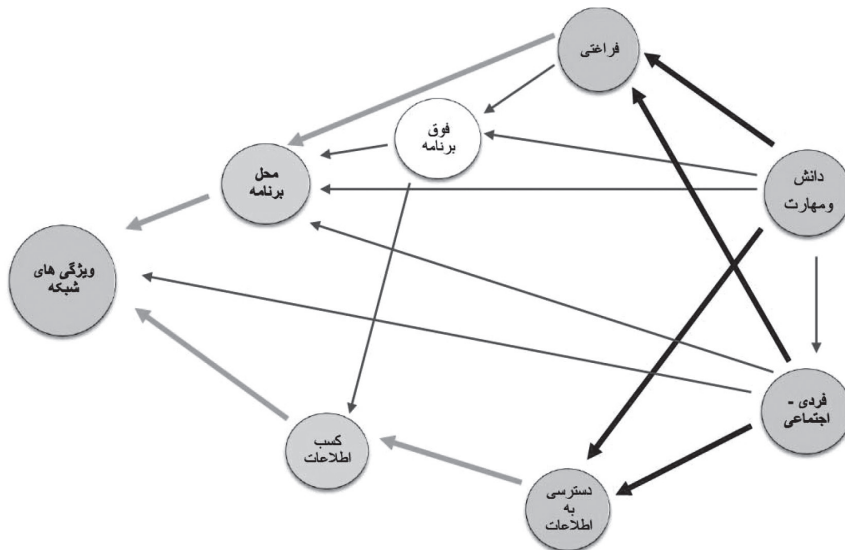 فراغتی
فوق
برنامه
دانش
ومهارت
محل
برنامه
ویژگی های
شبکه
فردی -
اجتماعی
کسب
اطلاعات
دسترسی
به
اطلاعات